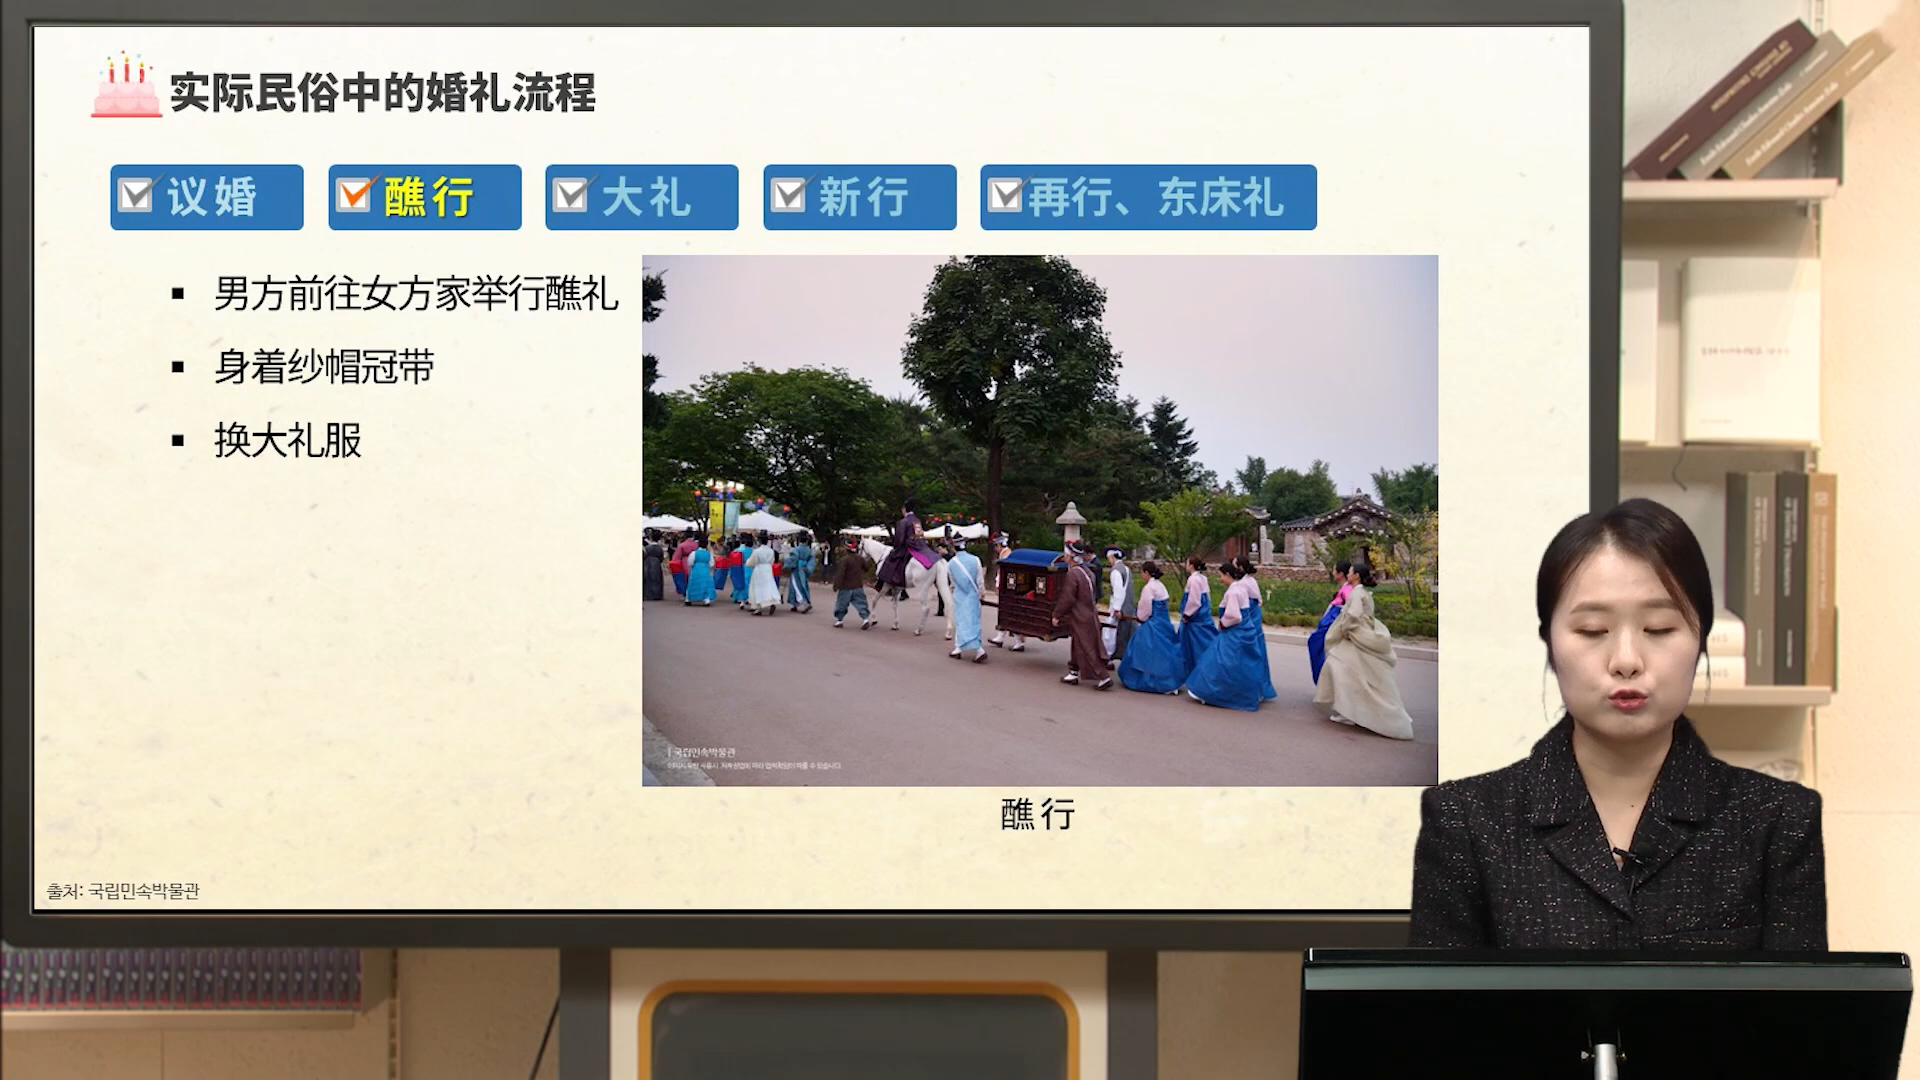 实际民俗中的婚礼流程
议婚
醮行
大礼
新行
再行、东床礼
男方前往女方家举行醮礼
身着纱帽冠带
换大礼服
국립민속박물관
醮行
출처: 국립민속박물관